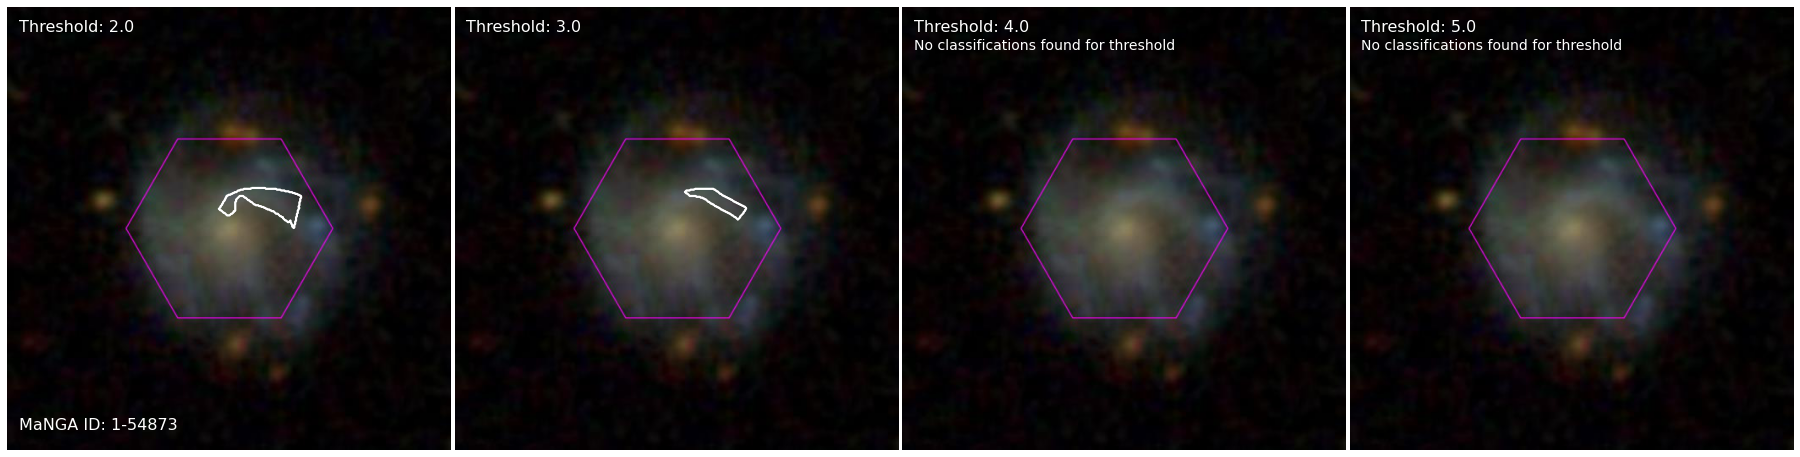 Threshold: 2.0
MaNGA ID: 1-54873
Threshold: 3.0
Threshold: 4.0
No classifications found for threshold
Threshold: 5.0
No classifications found for threshold